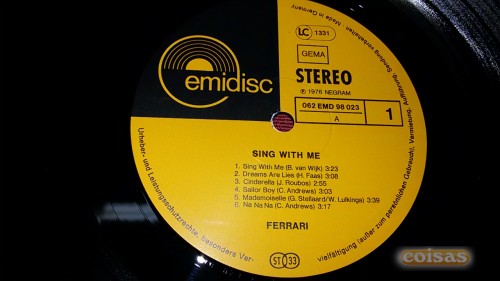 emidisc
LC 1331
GEMA
STEREO
℗ 1976 NEGRAM
062 EMD 98 023
A
1
SING WITH ME
1. Sing With Me (B. van Wijk) 3:23
2. Dreams Are Lies (H. Faas) 3:08
3. Cinderella (J. Roubos) 2:55
4. Sailor Boy (C. Andrews) 3:03
5. Mademoiselle (G. Stellaard/W. Lulkings) 3:39
6. Na Na Na (C. Andrews) 3:17
FERRARI
ST 33
Urheber- und Leistungsschutzrechte, besonders Ver-
vielfältigung (außer zum persönlichen Gebrauch), Vermietung, Aufführung, Sendung vorbehalten · Made in Germany
coisas